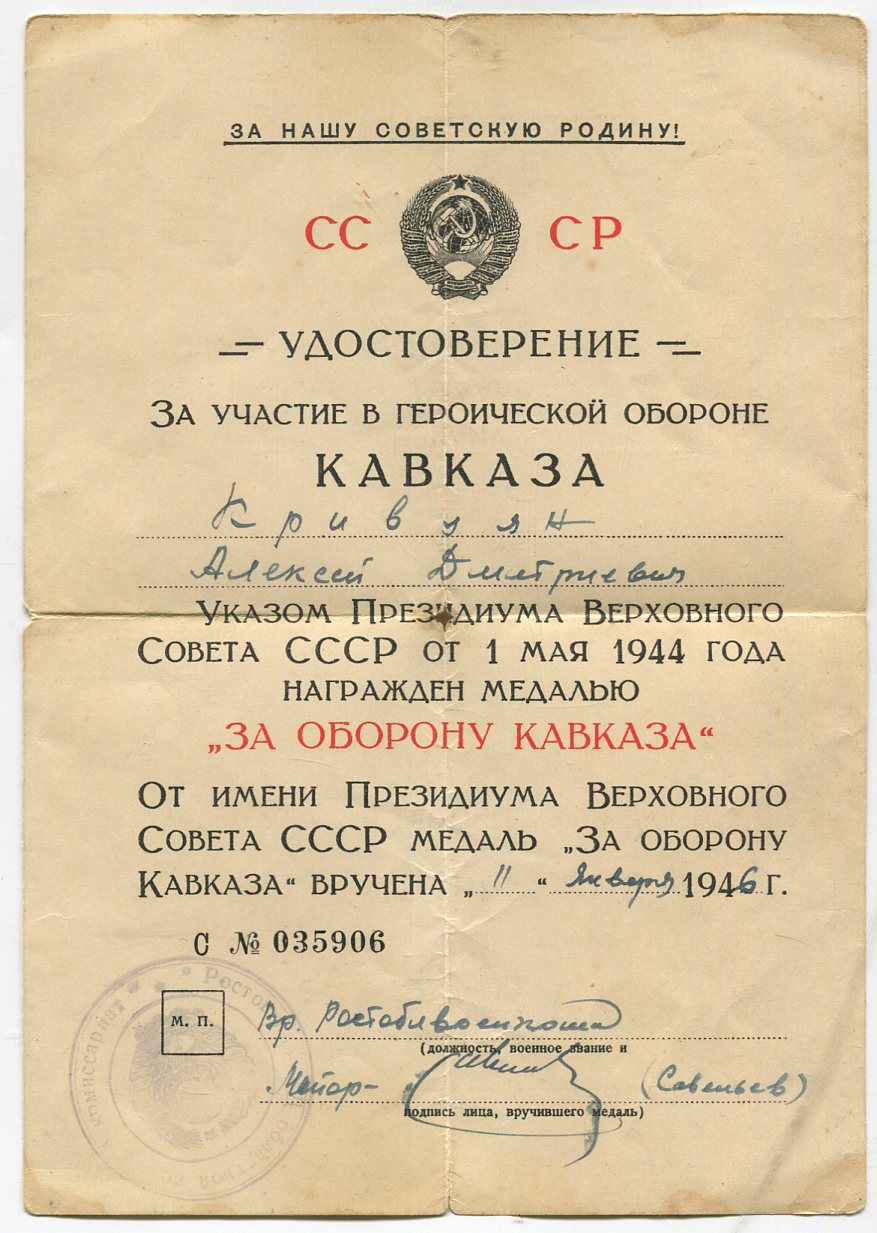 ЗА НАШУ СОВЕТСКУЮ РОДИНУ!
СС СР
УДОСТОВЕРЕНИЕ
ЗА УЧАСТИЕ В ГЕРОИЧЕСКОЙ ОБОРОНЕ
КАВКАЗА
Алексей Дмитриевич
УКАЗОМ ПРЕЗИДИУМА ВЕРХОВНОГО
СОВЕТА СССР ОТ 1 МАЯ 1944 ГОДА
НАГРАЖДЕН МЕДАЛЬЮ
„ЗА ОБОРОНУ КАВКАЗА“
ОТ ИМЕНИ ПРЕЗИДИУМА ВЕРХОВНОГО
СОВЕТА СССР МЕДАЛЬ „ЗА ОБОРОНУ
КАВКАЗА“ ВРУЧЕНА „11“ января 1946 г.
С № 035906
М. П.
Вр. Ростоблвоенкома
(должность, военное звание и
Майор (Савельев)
подпись лица, вручившего медаль)